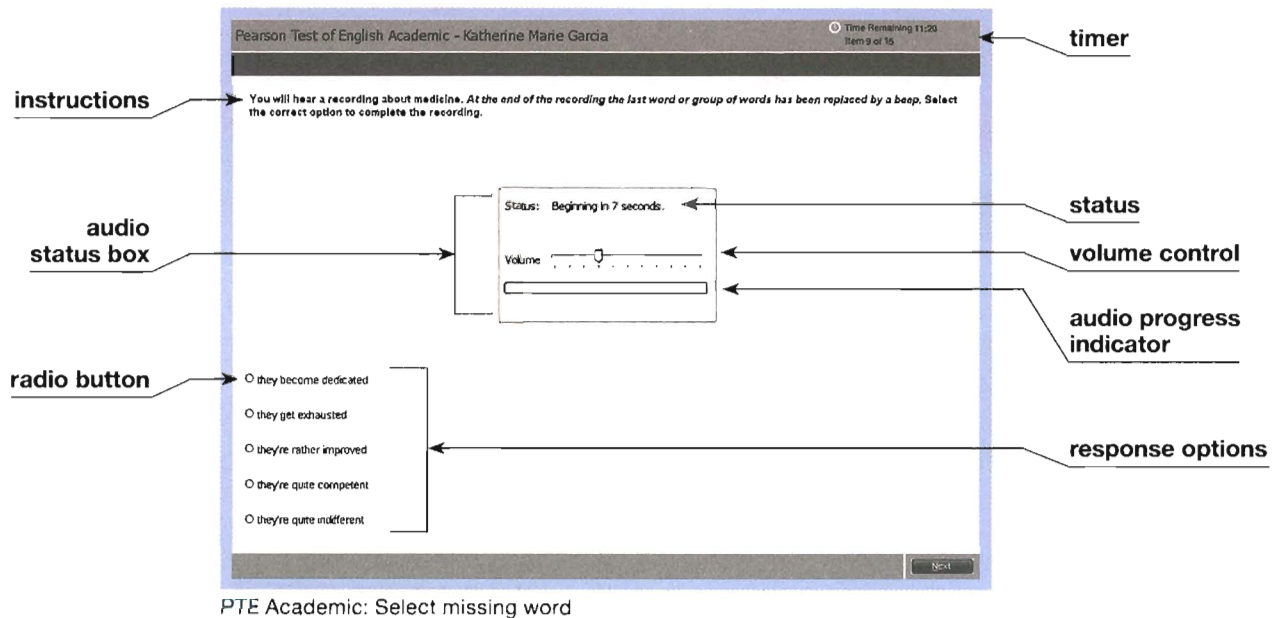 Pearson Test of English Academic - Katherine Marie Garcia
Time Remaining 11:20
Item 9 of 15
timer
instructions
You will hear a recording about medicine. At the end of the recording the last word or group of words has been replaced by a beep. Select
the correct option to complete the recording.
audio
status box
Status: Beginning in 7 seconds.
status
Volume
volume control
audio progress
indicator
radio button
they become dedicated
they get exhausted
they're rather improved
they're quite competent
they're quite indifferent
response options
Next
PTE Academic: Select missing word